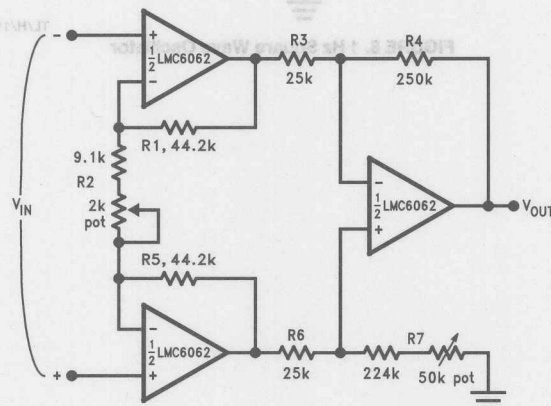 FIGURE 8. 1 Hz Square Wave Oscillator
TL/H/11
−
+
1/2 LMC6062
−
R3
25k
R4
250k
R1, 44.2k
9.1k
R2
2k
pot
VIN
−
1/2 LMC6062
+
VOUT
R5, 44.2k
−
1/2 LMC6062
+
+
R6
25k
224k
R7
50k pot